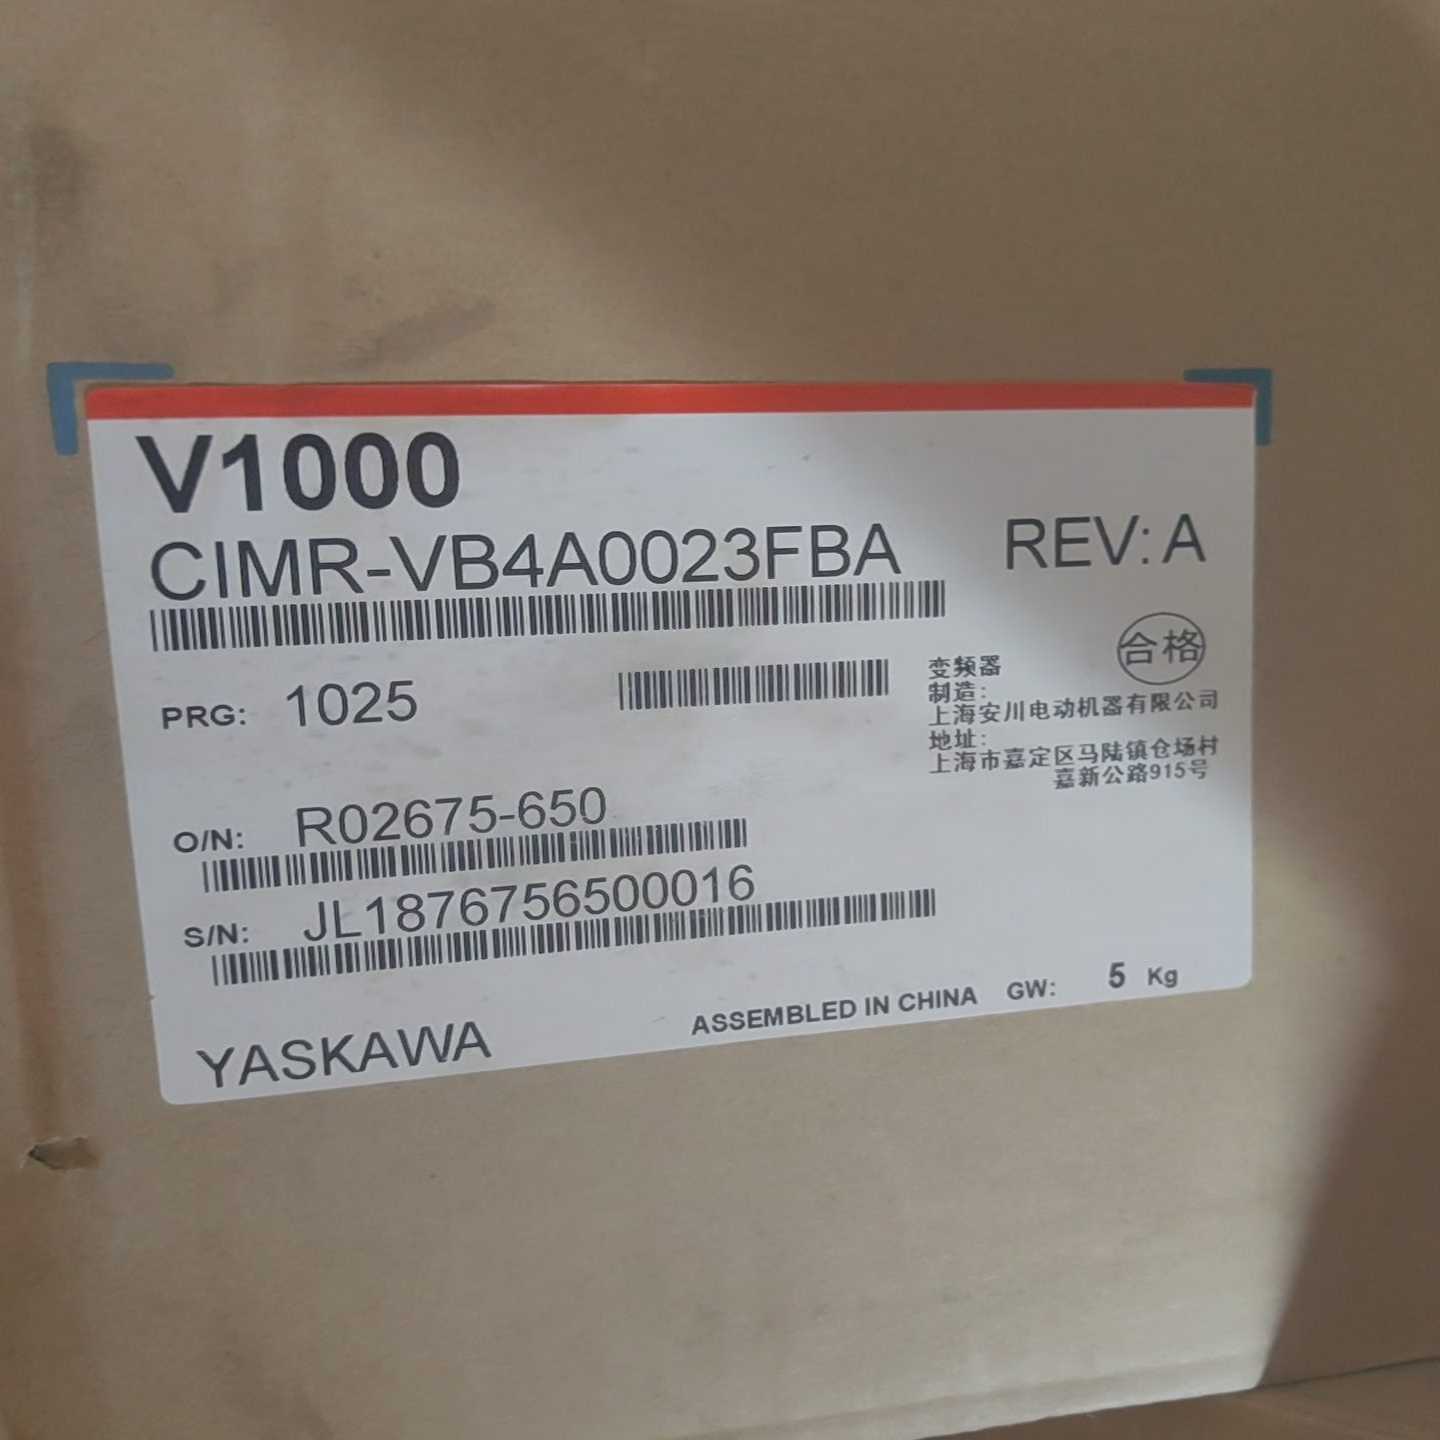 V1000
CIMR-VB4A0023FBA REV: A
合格
PRG: 1025
变频器
制造:
上海安川电动机器有限公司
地址:
上海市嘉定区马陆镇仓场村
嘉新公路915号
O/N: R02675-650
S/N: JL1876756500016
ASSEMBLED IN CHINA GW: 5 Kg
YASKAWA